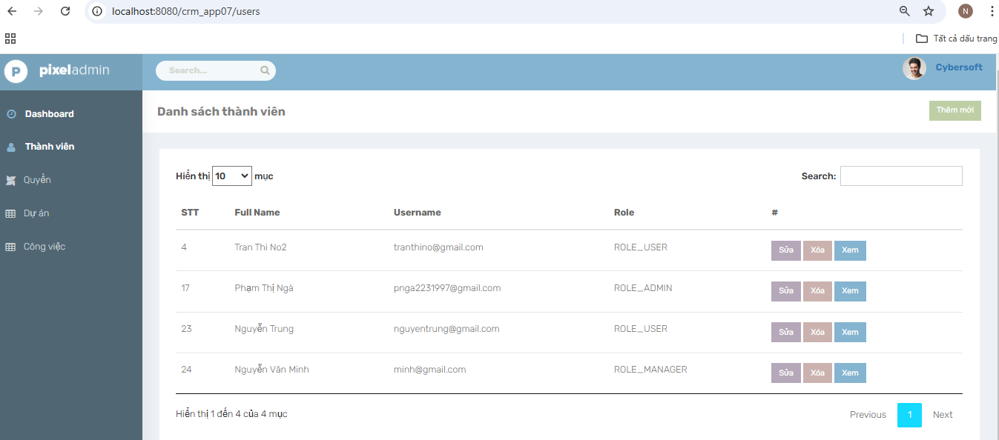 localhost:8080/crm_app07/users
N
Tất cả dấu trang
P pixeladmin
Search...
Cybersoft
Dashboard
Thành viên
Quyền
Dự án
Công việc
Danh sách thành viên
Thêm mới
Hiển thị 10 mục
Search:
STT Full Name Username Role #
4 Tran Thi No2 tranthino@gmail.com ROLE_USER Sửa Xóa Xem
17 Phạm Thị Ngà pnga2231997@gmail.com ROLE_ADMIN Sửa Xóa Xem
23 Nguyễn Trung nguyentrung@gmail.com ROLE_USER Sửa Xóa Xem
24 Nguyễn Văn Minh minh@gmail.com ROLE_MANAGER Sửa Xóa Xem
Hiển thị 1 đến 4 của 4 mục
Previous 1 Next